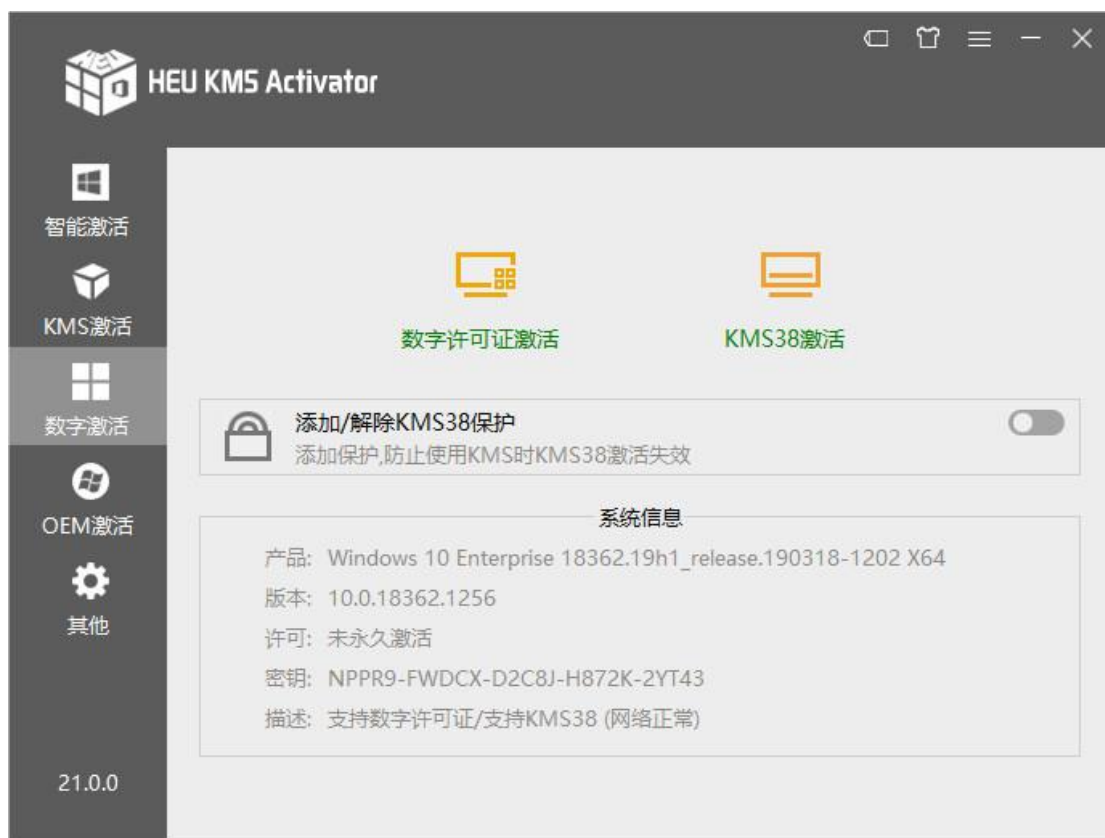 HEU KMS Activator
智能激活
KMS激活
数字激活
OEM激活
其他
21.0.0
数字许可证激活
KMS38激活
添加/解除KMS38保护
添加保护,防止使用KMS时KMS38激活失效
系统信息
产品: Windows 10 Enterprise 18362.19h1_release.190318-1202 X64
版本: 10.0.18362.1256
许可: 未永久激活
密钥: NPPR9-FWDCX-D2C8J-H872K-2YT43
描述: 支持数字许可证/支持KMS38 (网络正常)